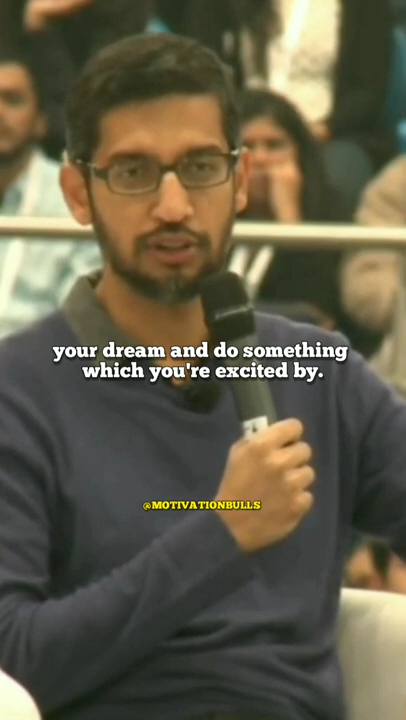 your dream and do something
which you're excited by.
@MOTIVATIONBULLS